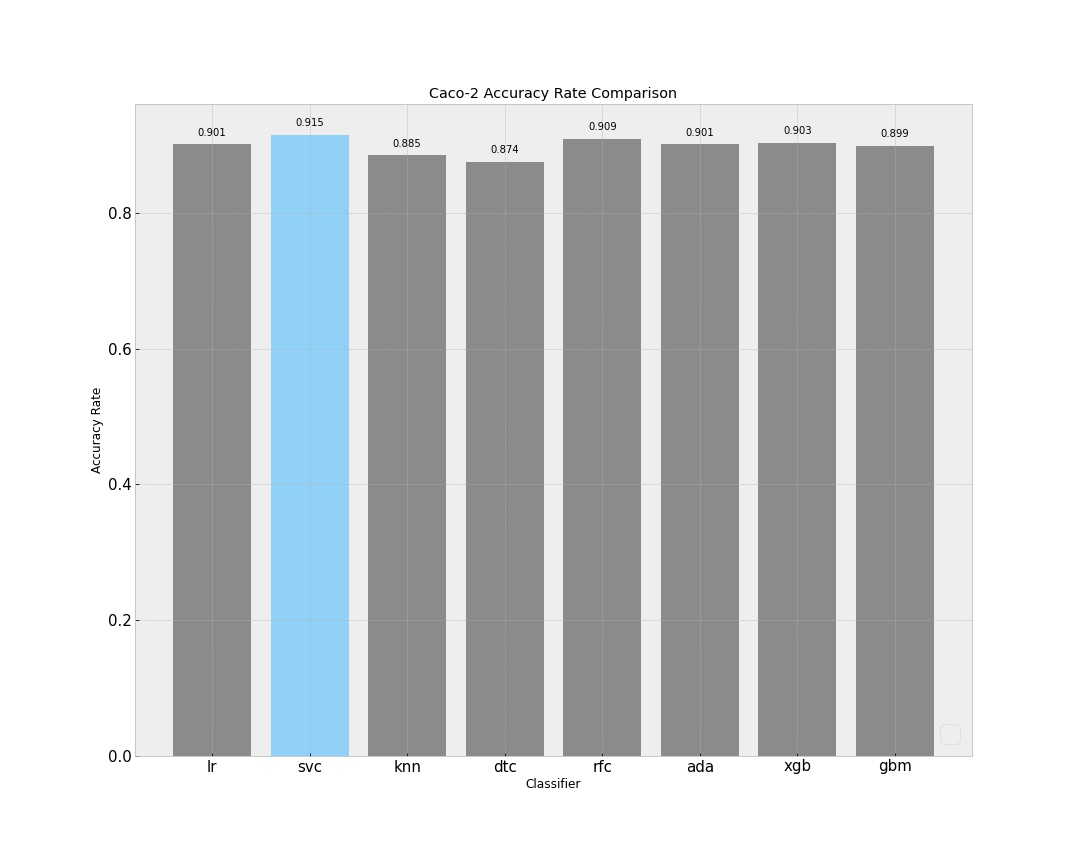 Caco-2 Accuracy Rate Comparison
0.901 0.915 0.885 0.874 0.909 0.901 0.903 0.899
0.8
0.6
0.4
0.2
0.0
Accuracy Rate
lr svc knn dtc rfc ada xgb gbm
Classifier